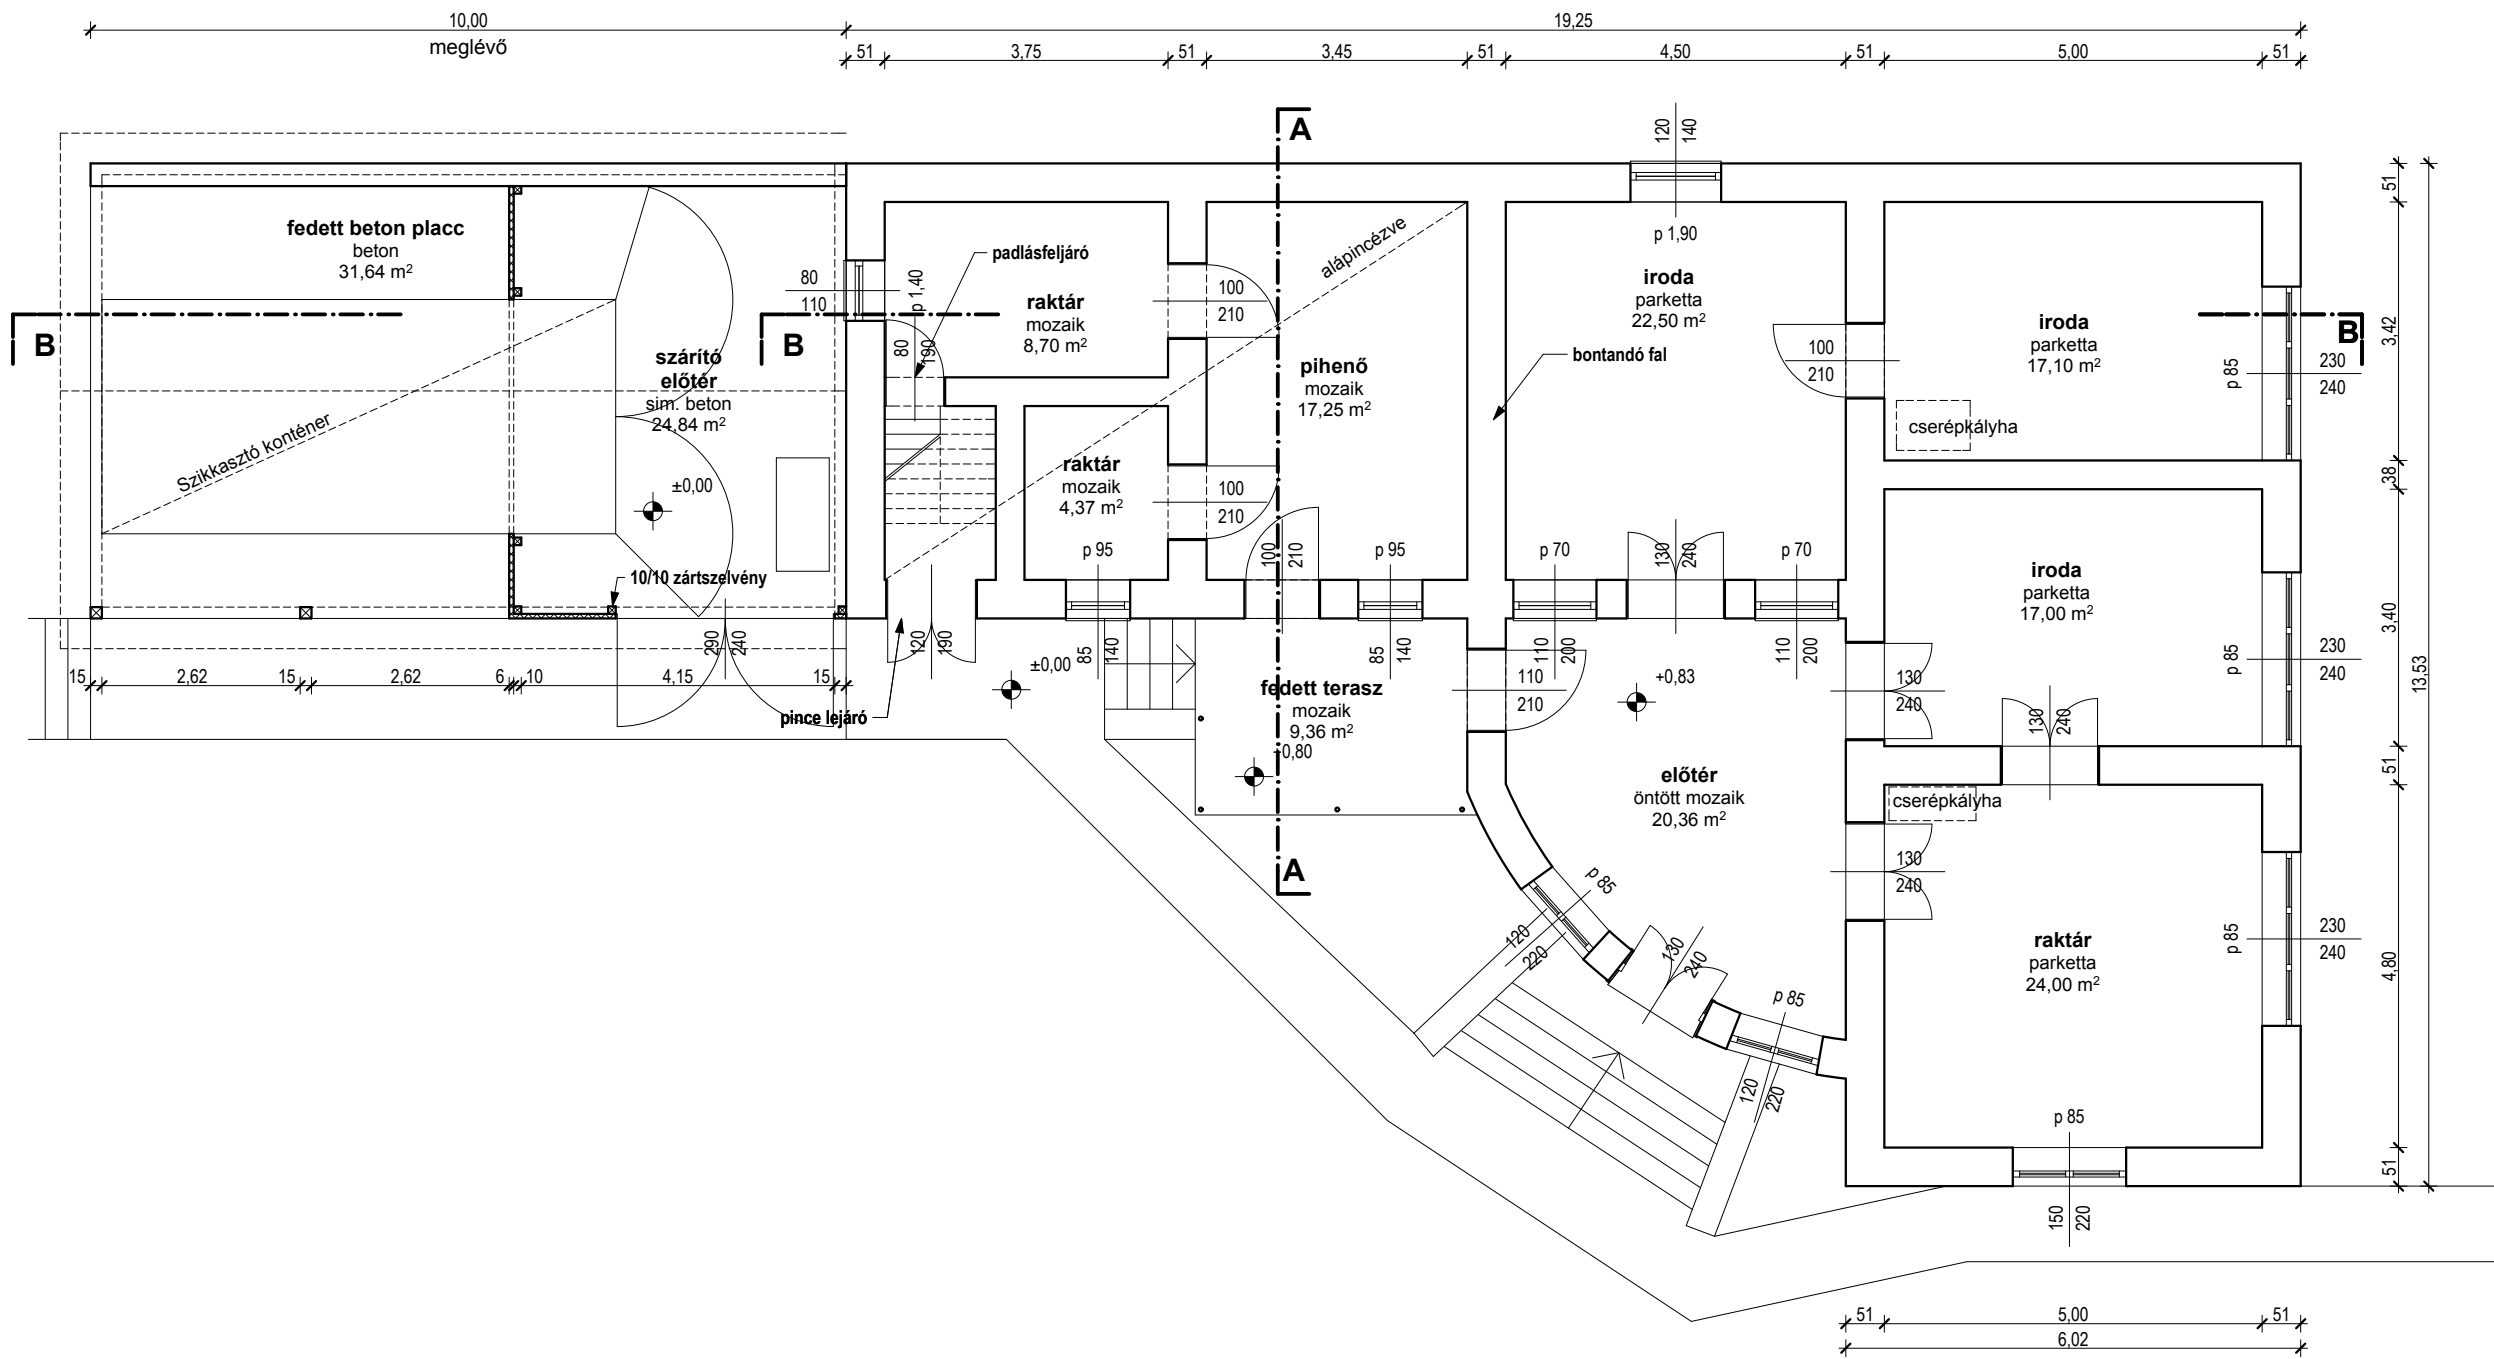 10,00
19,25
meglévő
51
3,75
51
3,45
51
4,50
51
5,00
51
A
120
140
51
fedett beton placc
beton
31,64 m²
padlásfeljáró
alápincézve
p 1,90
80
110
p 1,40
raktár
mozaik
8,70 m²
100
210
iroda
parketta
22,50 m²
iroda
parketta
17,10 m²
B
B
B
80
190
szárító
előtér
sim. beton
24,84 m²
pihenő
mozaik
17,25 m²
bontandó fal
100
210
p 85
230
240
3,42
cserépkályha
Szikkasztó konténer
±0,00
raktár
mozaik
4,37 m²
100
210
38
p 95
100
210
p 95
p 70
130
240
p 70
10/10 zártszelvény
iroda
parketta
17,00 m²
3,40
290
240
120
190
±0,00
85
140
85
140
110
200
110
200
+0,83
p 85
230
240
13,53
15
2,62
15
2,62
6
10
4,15
15
pince lejáró
fedett terasz
mozaik
9,36 m²
+0,80
110
210
130
240
130
240
előtér
öntött mozaik
20,36 m²
cserépkályha
51
A
p 85
130
240
120
220
130
240
raktár
parketta
24,00 m²
p 85
230
240
4,80
p 85
120
220
p 85
51
150
220
51
5,00
51
6,02